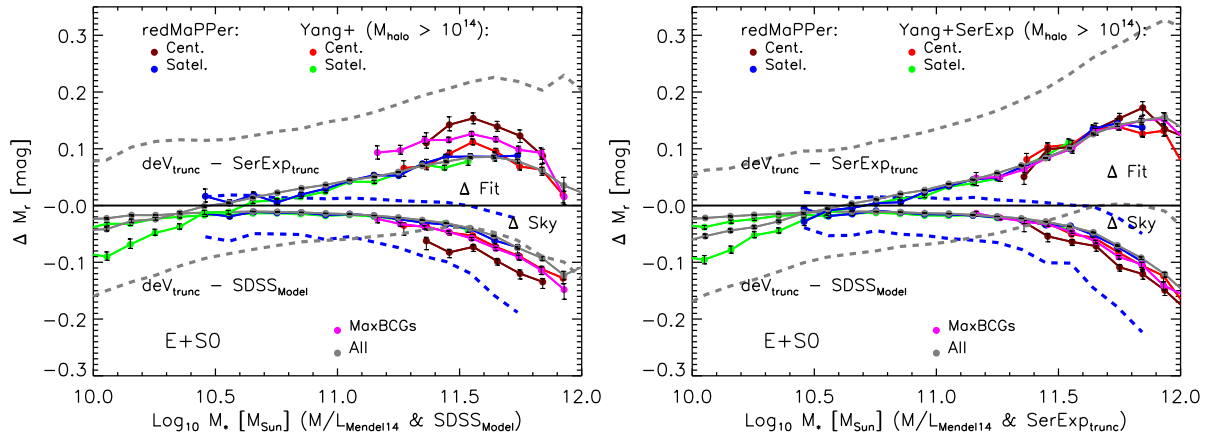 redMaPPer: Yang+ (M_halo > 10^14):
Cent. Cent.
Satel. Satel.
deV_trunc − SerExp_trunc
Δ Fit
Δ Sky
deV_trunc − SDSS_Model
MaxBCGs
All
E+S0
0.3
0.2
0.1
-0.0
-0.1
-0.2
-0.3
Δ M_r [mag]
10.0 10.5 11.0 11.5 12.0
Log_10 M_* [M_Sun] (M/L_Mendel14 & SDSS_Model)
redMaPPer: Yang+SerExp (M_halo > 10^14):
Cent. Cent.
Satel. Satel.
deV_trunc − SerExp_trunc
Δ Fit
Δ Sky
deV_trunc − SDSS_Model
MaxBCGs
All
E+S0
0.3
0.2
0.1
-0.0
-0.1
-0.2
-0.3
Δ M_r [mag]
10.0 10.5 11.0 11.5 12.0
Log_10 M_* [M_Sun] (M/L_Mendel14 & SerExp_trunc)